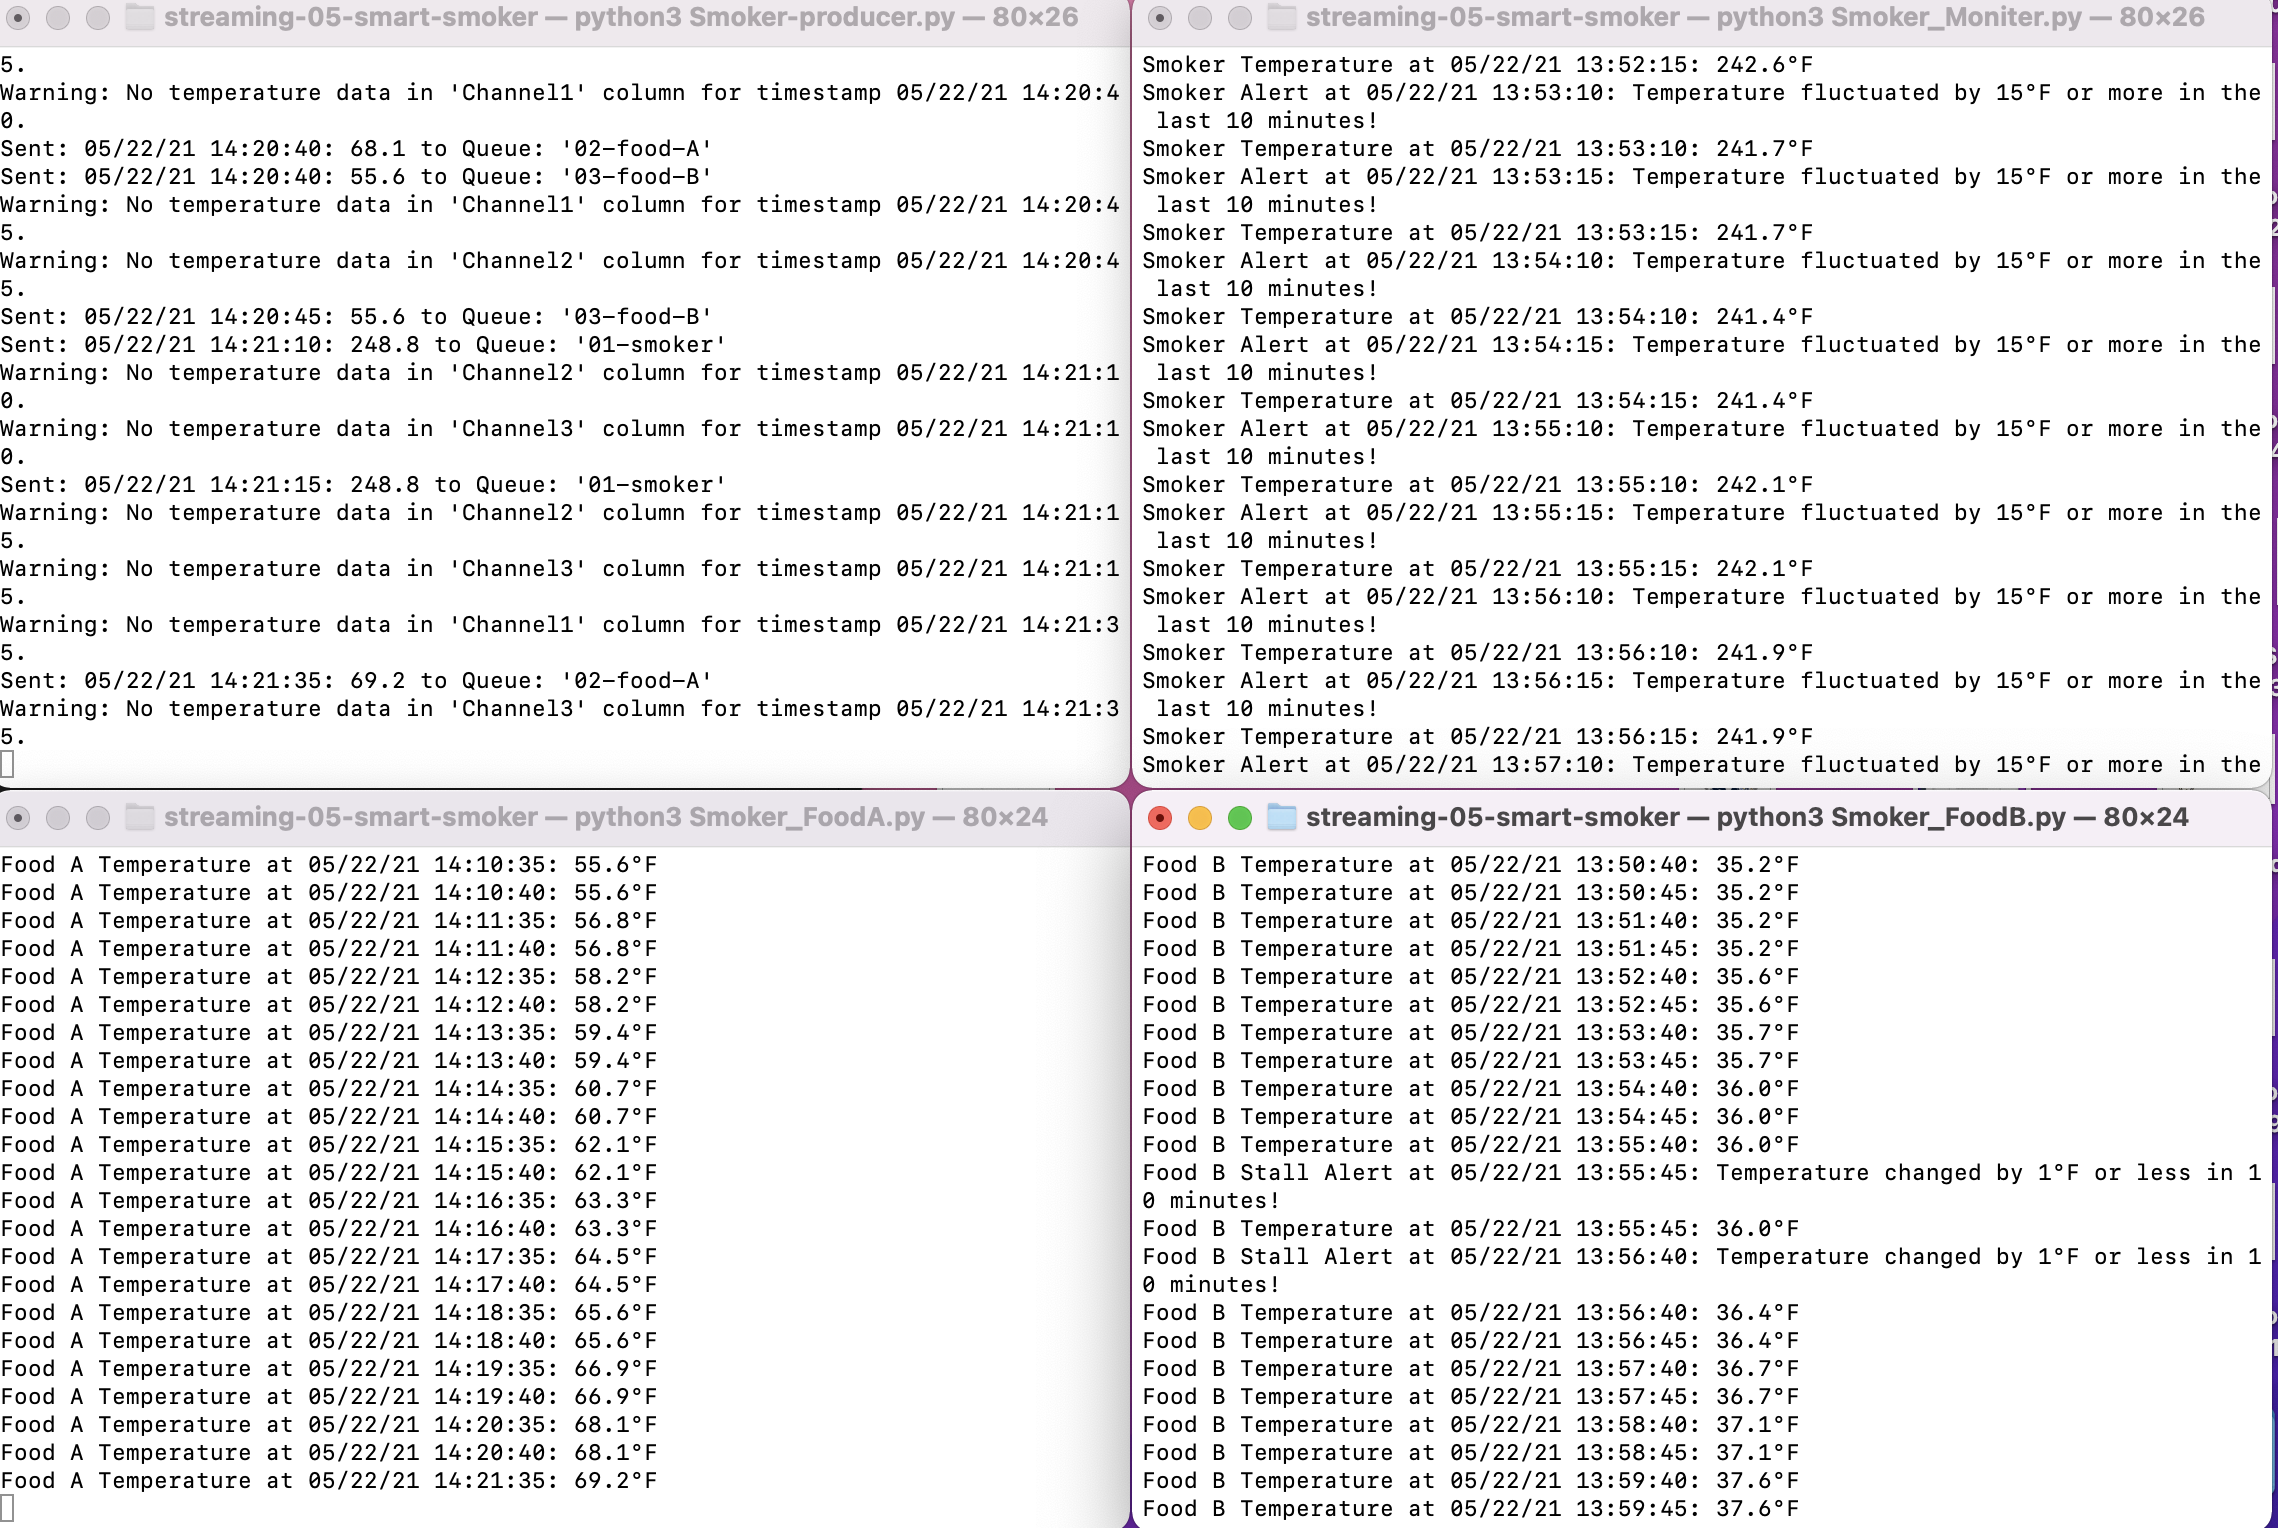 streaming-05-smart-smoker — python3 Smoker-producer.py — 80×26
5.
Warning: No temperature data in 'Channel1' column for timestamp 05/22/21 14:20:4
0.
Sent: 05/22/21 14:20:40: 68.1 to Queue: '02-food-A'
Sent: 05/22/21 14:20:40: 55.6 to Queue: '03-food-B'
Warning: No temperature data in 'Channel1' column for timestamp 05/22/21 14:20:4
5.
Warning: No temperature data in 'Channel2' column for timestamp 05/22/21 14:20:4
5.
Sent: 05/22/21 14:20:45: 55.6 to Queue: '03-food-B'
Sent: 05/22/21 14:21:10: 248.8 to Queue: '01-smoker'
Warning: No temperature data in 'Channel2' column for timestamp 05/22/21 14:21:1
0.
Warning: No temperature data in 'Channel3' column for timestamp 05/22/21 14:21:1
0.
Sent: 05/22/21 14:21:15: 248.8 to Queue: '01-smoker'
Warning: No temperature data in 'Channel2' column for timestamp 05/22/21 14:21:1
5.
Warning: No temperature data in 'Channel3' column for timestamp 05/22/21 14:21:1
5.
Warning: No temperature data in 'Channel1' column for timestamp 05/22/21 14:21:3
5.
Sent: 05/22/21 14:21:35: 69.2 to Queue: '02-food-A'
Warning: No temperature data in 'Channel3' column for timestamp 05/22/21 14:21:3
5.
streaming-05-smart-smoker — python3 Smoker_Moniter.py — 80×26
Smoker Temperature at 05/22/21 13:52:15: 242.6°F
Smoker Alert at 05/22/21 13:53:10: Temperature fluctuated by 15°F or more in the
last 10 minutes!
Smoker Temperature at 05/22/21 13:53:10: 241.7°F
Smoker Alert at 05/22/21 13:53:15: Temperature fluctuated by 15°F or more in the
last 10 minutes!
Smoker Temperature at 05/22/21 13:53:15: 241.7°F
Smoker Alert at 05/22/21 13:54:10: Temperature fluctuated by 15°F or more in the
last 10 minutes!
Smoker Temperature at 05/22/21 13:54:10: 241.4°F
Smoker Alert at 05/22/21 13:54:15: Temperature fluctuated by 15°F or more in the
last 10 minutes!
Smoker Temperature at 05/22/21 13:54:15: 241.4°F
Smoker Alert at 05/22/21 13:55:10: Temperature fluctuated by 15°F or more in the
last 10 minutes!
Smoker Temperature at 05/22/21 13:55:10: 242.1°F
Smoker Alert at 05/22/21 13:55:15: Temperature fluctuated by 15°F or more in the
last 10 minutes!
Smoker Temperature at 05/22/21 13:55:15: 242.1°F
Smoker Alert at 05/22/21 13:56:10: Temperature fluctuated by 15°F or more in the
last 10 minutes!
Smoker Temperature at 05/22/21 13:56:10: 241.9°F
Smoker Alert at 05/22/21 13:56:15: Temperature fluctuated by 15°F or more in the
last 10 minutes!
Smoker Temperature at 05/22/21 13:56:15: 241.9°F
Smoker Alert at 05/22/21 13:57:10: Temperature fluctuated by 15°F or more in the
streaming-05-smart-smoker — python3 Smoker_FoodA.py — 80×24
Food A Temperature at 05/22/21 14:10:35: 55.6°F
Food A Temperature at 05/22/21 14:10:40: 55.6°F
Food A Temperature at 05/22/21 14:11:35: 56.8°F
Food A Temperature at 05/22/21 14:11:40: 56.8°F
Food A Temperature at 05/22/21 14:12:35: 58.2°F
Food A Temperature at 05/22/21 14:12:40: 58.2°F
Food A Temperature at 05/22/21 14:13:35: 59.4°F
Food A Temperature at 05/22/21 14:13:40: 59.4°F
Food A Temperature at 05/22/21 14:14:35: 60.7°F
Food A Temperature at 05/22/21 14:14:40: 60.7°F
Food A Temperature at 05/22/21 14:15:35: 62.1°F
Food A Temperature at 05/22/21 14:15:40: 62.1°F
Food A Temperature at 05/22/21 14:16:35: 63.3°F
Food A Temperature at 05/22/21 14:16:40: 63.3°F
Food A Temperature at 05/22/21 14:17:35: 64.5°F
Food A Temperature at 05/22/21 14:17:40: 64.5°F
Food A Temperature at 05/22/21 14:18:35: 65.6°F
Food A Temperature at 05/22/21 14:18:40: 65.6°F
Food A Temperature at 05/22/21 14:19:35: 66.9°F
Food A Temperature at 05/22/21 14:19:40: 66.9°F
Food A Temperature at 05/22/21 14:20:35: 68.1°F
Food A Temperature at 05/22/21 14:20:40: 68.1°F
Food A Temperature at 05/22/21 14:21:35: 69.2°F
streaming-05-smart-smoker — python3 Smoker_FoodB.py — 80×24
Food B Temperature at 05/22/21 13:50:40: 35.2°F
Food B Temperature at 05/22/21 13:50:45: 35.2°F
Food B Temperature at 05/22/21 13:51:40: 35.2°F
Food B Temperature at 05/22/21 13:51:45: 35.2°F
Food B Temperature at 05/22/21 13:52:40: 35.6°F
Food B Temperature at 05/22/21 13:52:45: 35.6°F
Food B Temperature at 05/22/21 13:53:40: 35.7°F
Food B Temperature at 05/22/21 13:53:45: 35.7°F
Food B Temperature at 05/22/21 13:54:40: 36.0°F
Food B Temperature at 05/22/21 13:54:45: 36.0°F
Food B Temperature at 05/22/21 13:55:40: 36.0°F
Food B Stall Alert at 05/22/21 13:55:45: Temperature changed by 1°F or less in 1
0 minutes!
Food B Temperature at 05/22/21 13:55:45: 36.0°F
Food B Stall Alert at 05/22/21 13:56:40: Temperature changed by 1°F or less in 1
0 minutes!
Food B Temperature at 05/22/21 13:56:40: 36.4°F
Food B Temperature at 05/22/21 13:56:45: 36.4°F
Food B Temperature at 05/22/21 13:57:40: 36.7°F
Food B Temperature at 05/22/21 13:57:45: 36.7°F
Food B Temperature at 05/22/21 13:58:40: 37.1°F
Food B Temperature at 05/22/21 13:58:45: 37.1°F
Food B Temperature at 05/22/21 13:59:40: 37.6°F
Food B Temperature at 05/22/21 13:59:45: 37.6°F